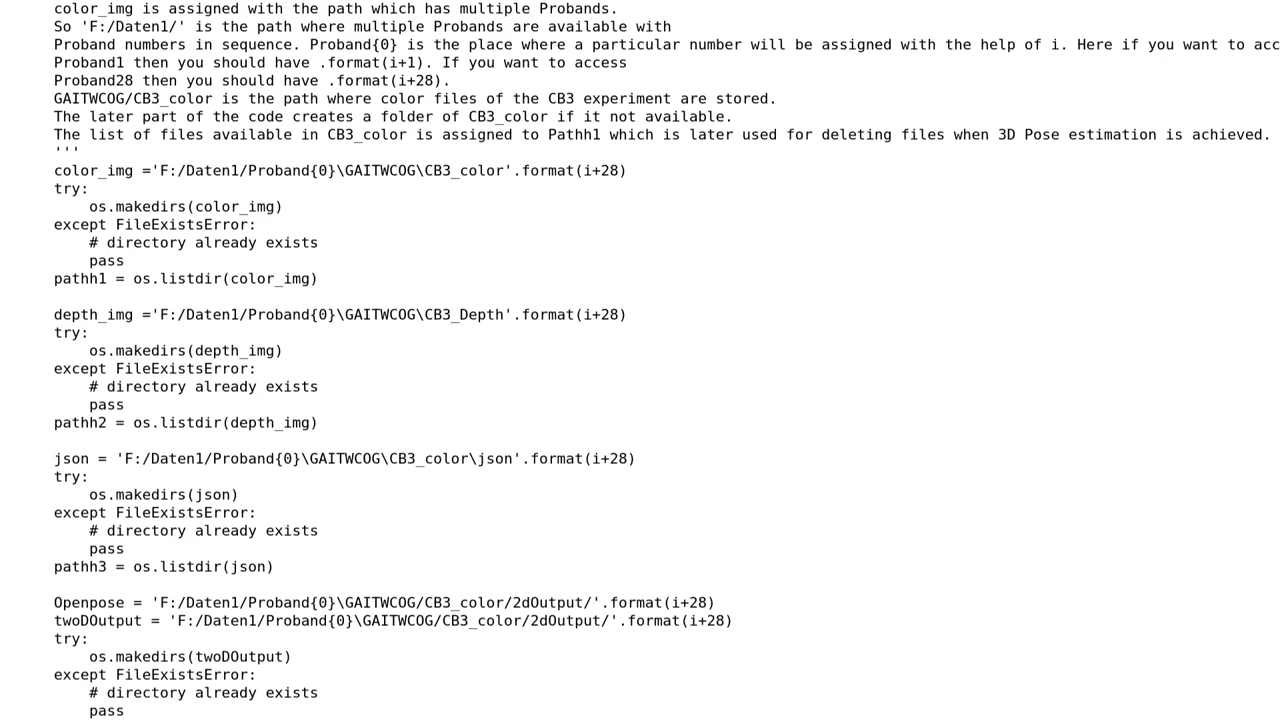 color_img is assigned with the path which has multiple Probands.
So 'F:/Daten1/' is the path where multiple Probands are available with
Proband numbers in sequence. Proband{0} is the place where a particular number will be assigned with the help of i. Here if you want to acc
Proband1 then you should have .format(i+1). If you want to access
Proband28 then you should have .format(i+28).
GAITWCOG/CB3_color is the path where color files of the CB3 experiment are stored.
The later part of the code creates a folder of CB3_color if it not available.
The list of files available in CB3_color is assigned to Pathh1 which is later used for deleting files when 3D Pose estimation is achieved.
'''
color_img ='F:/Daten1/Proband{0}\GAITWCOG\CB3_color'.format(i+28)
try:
    os.makedirs(color_img)
except FileExistsError:
    # directory already exists
    pass
pathh1 = os.listdir(color_img)

depth_img ='F:/Daten1/Proband{0}\GAITWCOG\CB3_Depth'.format(i+28)
try:
    os.makedirs(depth_img)
except FileExistsError:
    # directory already exists
    pass
pathh2 = os.listdir(depth_img)

json = 'F:/Daten1/Proband{0}\GAITWCOG\CB3_color\json'.format(i+28)
try:
    os.makedirs(json)
except FileExistsError:
    # directory already exists
    pass
pathh3 = os.listdir(json)

Openpose = 'F:/Daten1/Proband{0}\GAITWCOG/CB3_color/2dOutput/'.format(i+28)
twoDOutput = 'F:/Daten1/Proband{0}\GAITWCOG/CB3_color/2dOutput/'.format(i+28)
try:
    os.makedirs(twoDOutput)
except FileExistsError:
    # directory already exists
    pass